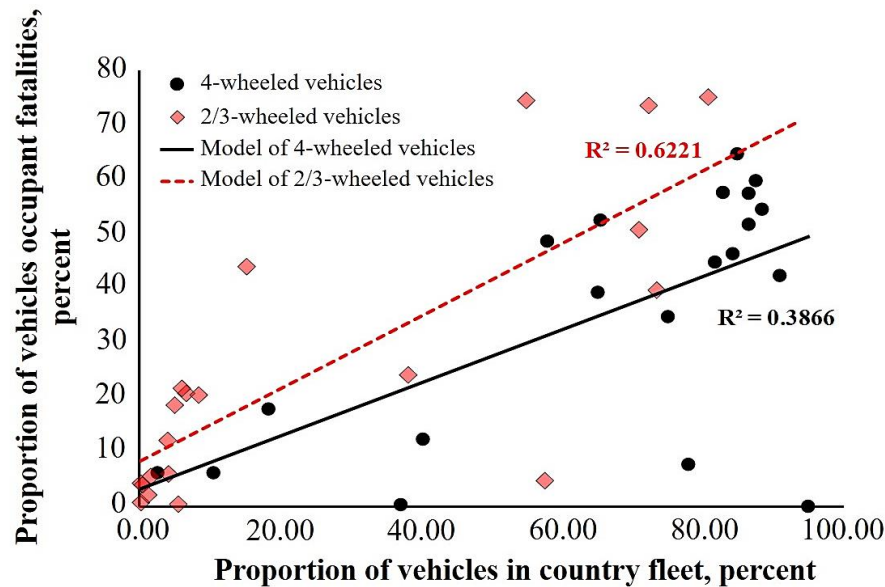 Proportion of vehicles occupant fatalities,
percent
80
70
60
50
40
30
20
10
0
4-wheeled vehicles
2/3-wheeled vehicles
Model of 4-wheeled vehicles
Model of 2/3-wheeled vehicles
R² = 0.6221
R² = 0.3866
0.00 20.00 40.00 60.00 80.00 100.00
Proportion of vehicles in country fleet, percent